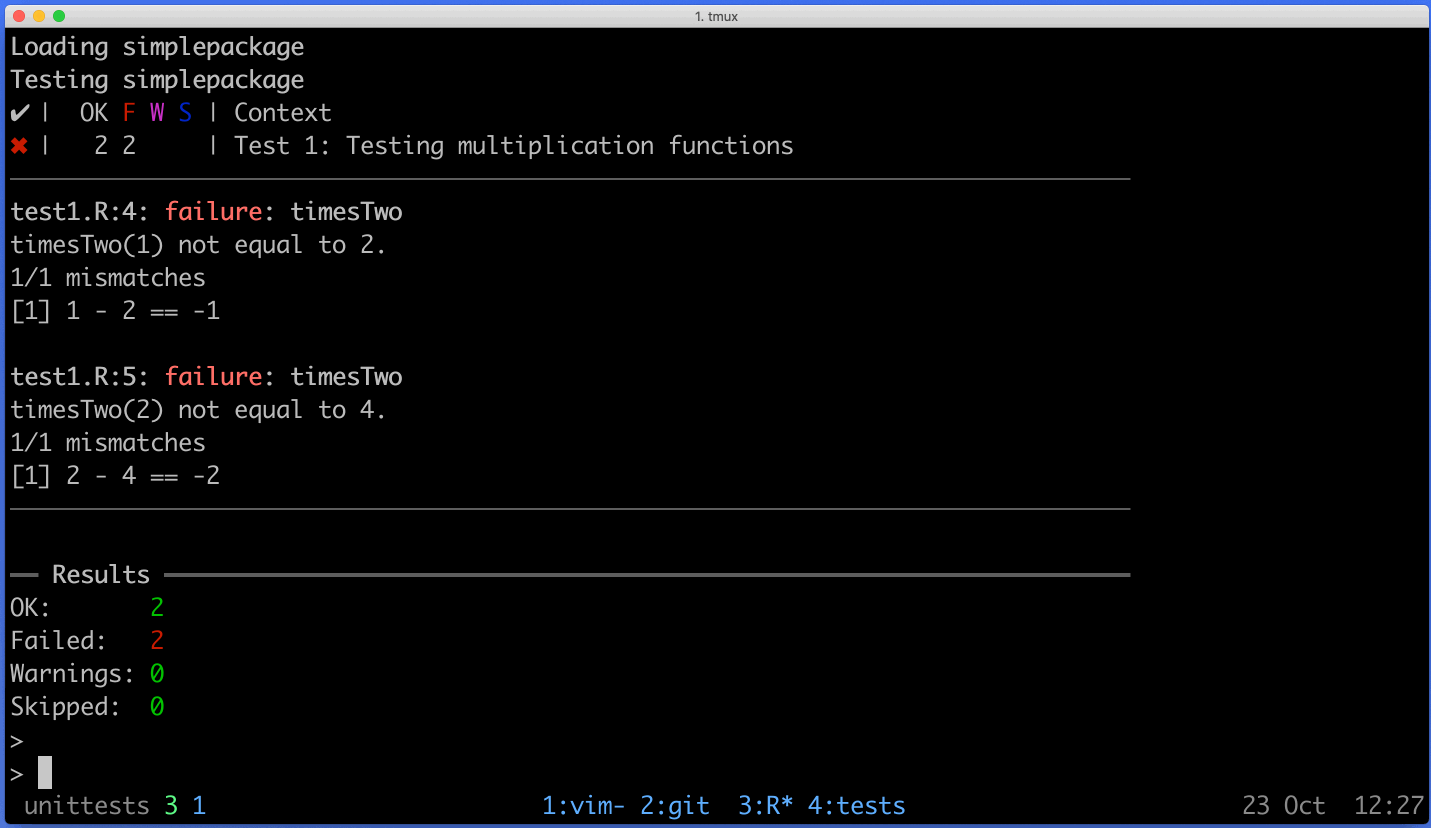 1. tmux
Loading simplepackage
Testing simplepackage
✔ | OK F W S | Context
✖ | 2 2 | Test 1: Testing multiplication functions
test1.R:4: failure: timesTwo
timesTwo(1) not equal to 2.
1/1 mismatches
[1] 1 - 2 == -1
test1.R:5: failure: timesTwo
timesTwo(2) not equal to 4.
1/1 mismatches
[1] 2 - 4 == -2
══ Results ══
OK: 2
Failed: 2
Warnings: 0
Skipped: 0
>
>
unittests 3 1 1:vim- 2:git 3:R* 4:tests 23 Oct 12:27